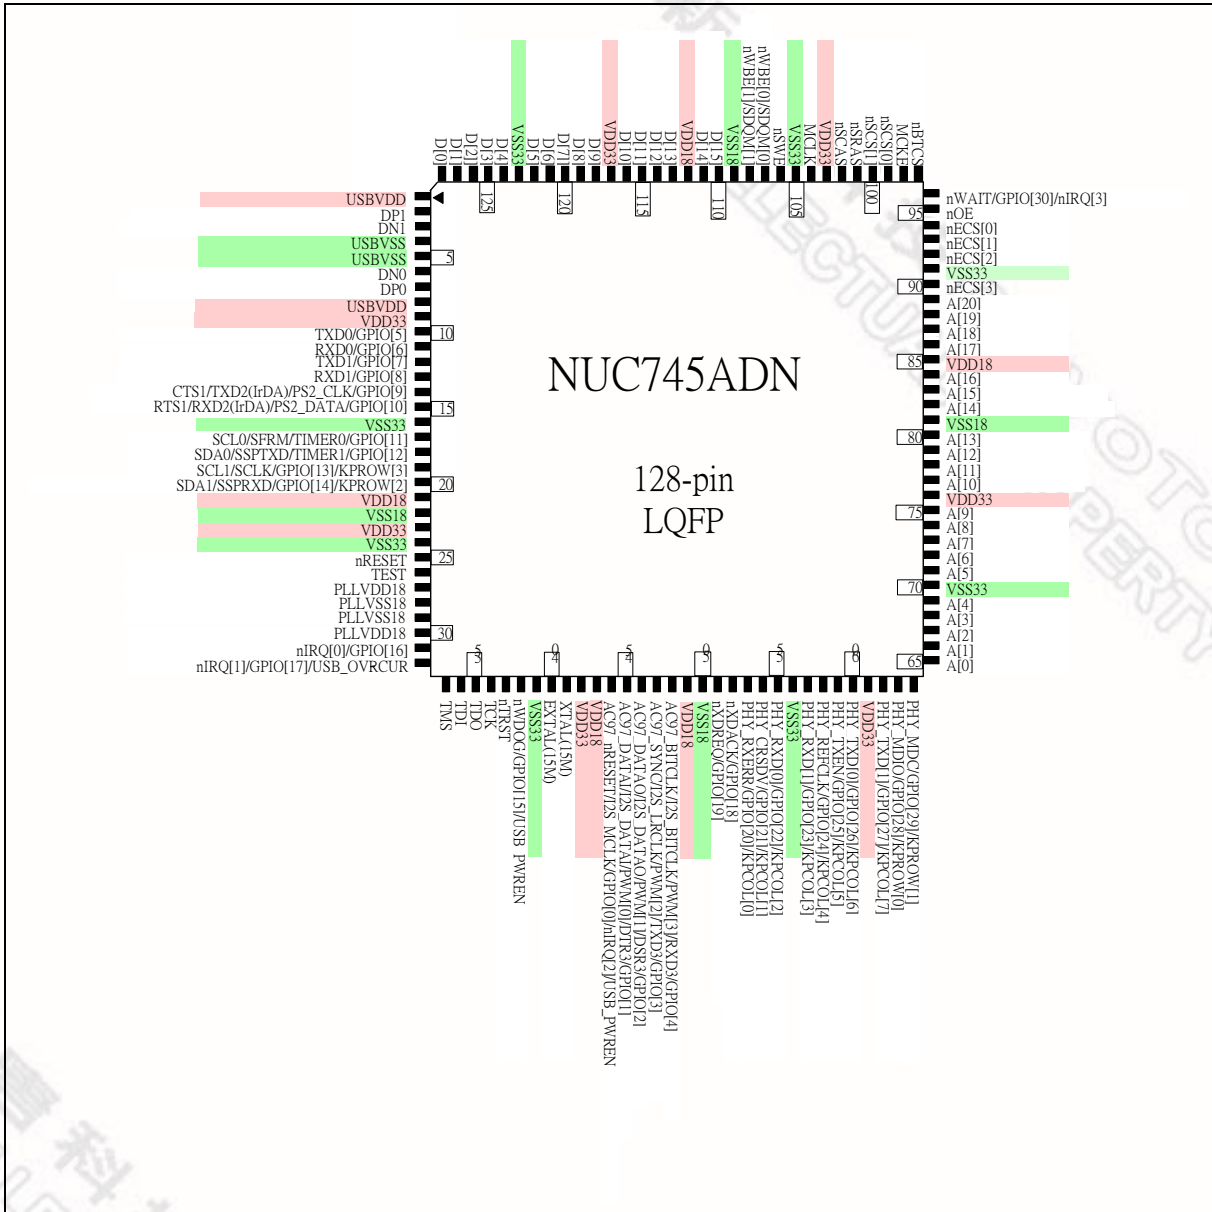 D[0]
D[1]
D[2]
D[3]
D[4]
VSS33
D[5]
D[6]
D[7]
D[8]
D[9]
VDD33
D[10]
D[11]
D[12]
D[13]
VDD18
D[14]
D[15]
VSS18
nWBE[1]/SDQM[1]
nWBE[0]/SDQM[0]
nSWE
VSS33
MCLK
VDD33
nSCAS
nSRAS
nSCS[1]
nSCS[0]
MCKE
nBTCS
125
120
115
110
105
100
USBVDD
DP1
DN1
USBVSS
USBVSS
DN0
DP0
USBVDD
VDD33
TXD0/GPIO[5]
RXD0/GPIO[6]
TXD1/GPIO[7]
RXD1/GPIO[8]
CTS1/TXD2(IrDA)/PS2_CLK/GPIO[9]
RTS1/RXD2(IrDA)/PS2_DATA/GPIO[10]
VSS33
SCL0/SFRM/TIMER0/GPIO[11]
SDA0/SSPTXD/TIMER1/GPIO[12]
SCL1/SCLK/GPIO[13]/KPROW[3]
SDA1/SSPRXD/GPIO[14]/KPROW[2]
VDD18
VSS18
VDD33
VSS33
nRESET
TEST
PLLVDD18
PLLVSS18
PLLVSS18
PLLVDD18
nIRQ[0]/GPIO[16]
nIRQ[1]/GPIO[17]/USB_OVRCUR
5
10
15
20
25
30
NUC745ADN
128-pin
LQFP
95
90
85
80
75
70
65
nWAIT/GPIO[30]/nIRQ[3]
nOE
nECS[0]
nECS[1]
nECS[2]
VSS33
nECS[3]
A[20]
A[19]
A[18]
A[17]
VDD18
A[16]
A[15]
A[14]
VSS18
A[13]
A[12]
A[11]
A[10]
VDD33
A[9]
A[8]
A[7]
A[6]
A[5]
VSS33
A[4]
A[3]
A[2]
A[1]
A[0]
35
40
45
50
55
60
TMS
TDI
TDO
TCK
nTRST
nWDOG/GPIO[15]/USB_PWREN
VSS33
EXTAL(15M)
XTAL(15M)
VDD33
VDD18
AC97_nRESET/I2S_MCLK/GPIO[0]/nIRQ[2]/USB_PWREN
AC97_DATAI/I2S_DATAI/PWM[0]/DTR3/GPIO[1]
AC97_DATAO/I2S_DATAO/PWM[1]/DSR3/GPIO[2]
AC97_SYNC/I2S_LRCLK/PWM[2]/TXD3/GPIO[3]
AC97_BITCLK/I2S_BITCLK/PWM[3]/RXD3/GPIO[4]
VDD18
VSS18
nXDREQ/GPIO[19]
nXDACK/GPIO[18]
PHY_RXERR/GPIO[20]/KPCOL[0]
PHY_CRSDV/GPIO[21]/KPCOL[1]
PHY_RXD[0]/GPIO[22]/KPCOL[2]
VSS33
PHY_RXD[1]/GPIO[23]/KPCOL[3]
PHY_REFCLK/GPIO[24]/KPCOL[4]
PHY_TXEN/GPIO[25]/KPCOL[5]
PHY_TXD[0]/GPIO[26]/KPCOL[6]
VDD33
PHY_TXD[1]/GPIO[27]/KPCOL[7]
PHY_MDIO/GPIO[28]/KPROW[0]
PHY_MDC/GPIO[29]/KPROW[1]